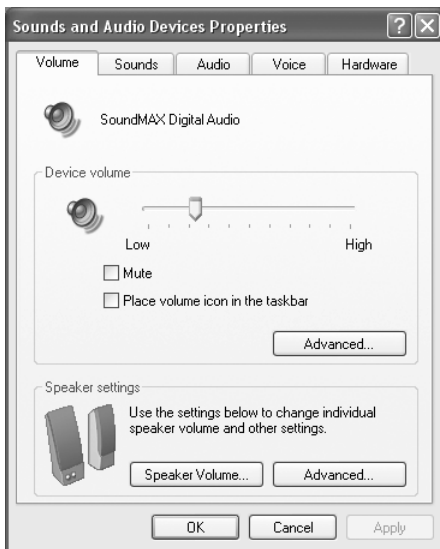 Sounds and Audio Devices Properties
Volume Sounds Audio Voice Hardware
SoundMAX Digital Audio
Device volume
Low High
Mute
Place volume icon in the taskbar
Advanced...
Speaker settings
Use the settings below to change individual
speaker volume and other settings.
Speaker Volume... Advanced...
OK Cancel Apply